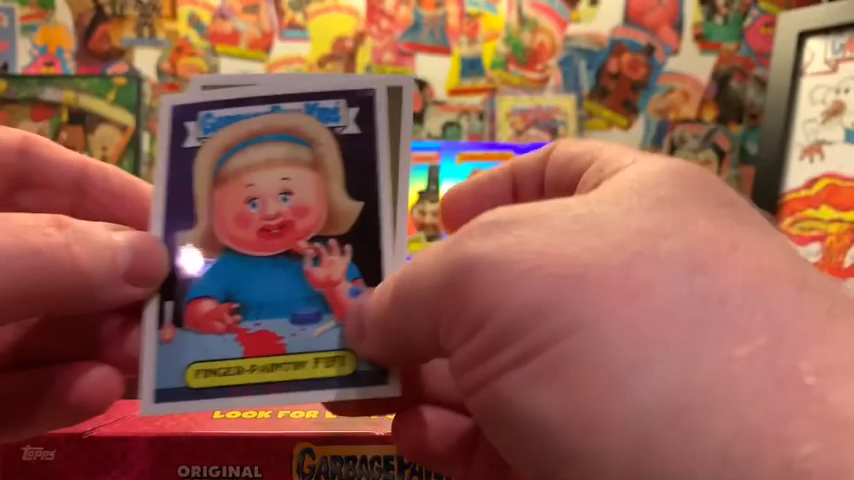 GARBAGE PAIL KIDS
FINGER-PAINTIN' FIFI
LOOK FOR
TOPPS
ORIGINAL
GARBAGE PAIL